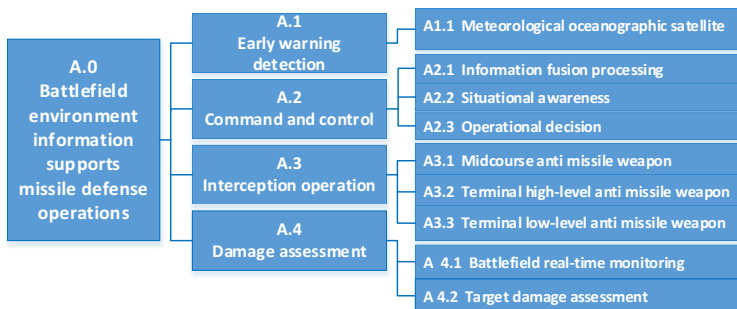 A.0
Battlefield
environment
information
supports
missile defense
operations
A.1
Early warning
detection
A.2
Command and control
A.3
Interception operation
A.4
Damage assessment
A1.1 Meteorological oceanographic satellite
A2.1 Information fusion processing
A2.2 Situational awareness
A2.3 Operational decision
A3.1 Midcourse anti missile weapon
A3.2 Terminal high-level anti missile weapon
A3.3 Terminal low-level anti missile weapon
A 4.1 Battlefield real-time monitoring
A 4.2 Target damage assessment